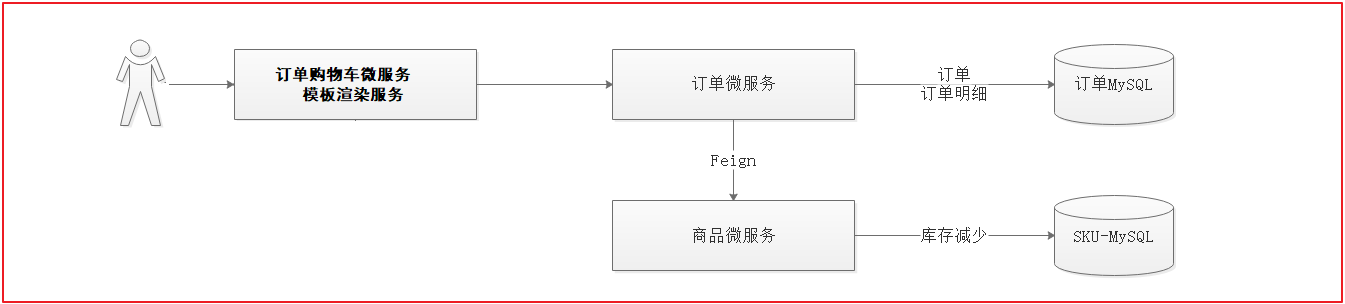 订单购物车微服务
模板渲染服务
订单微服务
订单
订单明细
订单MySQL
Feign
商品微服务
库存减少
SKU-MySQL